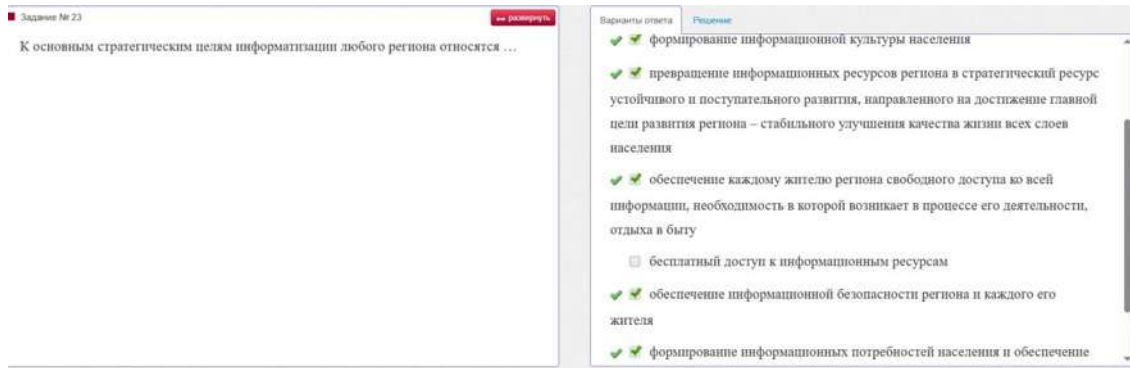 Задание № 23
развернуть
К основным стратегическим целям информатизации любого региона относятся …
Варианты ответа
Решение
формирование информационной культуры населения
превращение информационных ресурсов региона в стратегический ресурс
устойчивого и поступательного развития, направленного на достижение главной
цели развития региона – стабильного улучшения качества жизни всех слоев
населения
обеспечение каждому жителю региона свободного доступа ко всей
информации, необходимость в которой возникает в процессе его деятельности,
отдыха в быту
бесплатный доступ к информационным ресурсам
обеспечение информационной безопасности региона и каждого его
жителя
формирование информационных потребностей населения и обеспечение